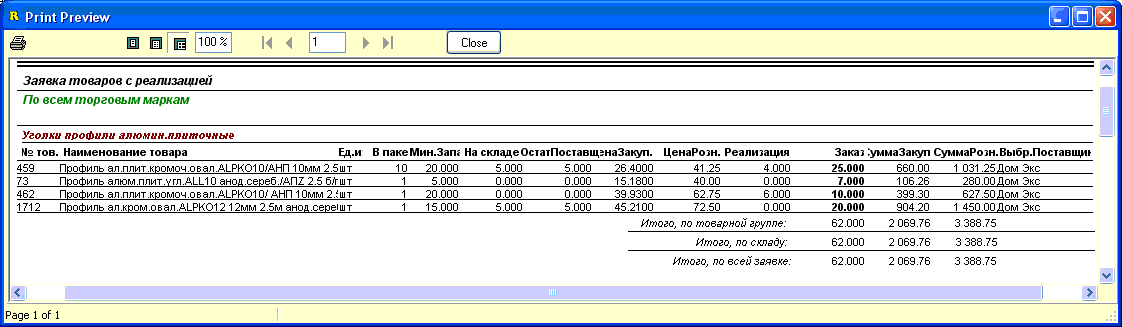 Print Preview
100 % 1 Close
Заявка товаров с реализацией
По всем торговым маркам
Уголки профили алюмин.плиточные
№ тов. Наименование товара Ед.и В паке Мин.Запа На складе Остат Поставщ енаЗакуп. ЦенаРозн. Реализация Заказ СуммаЗакуп СуммаРозн. Выбр.Поставщин
459 Профиль ал.плит.кромоч.овал.ALPKO10/АНП 10мм 2.5 шт 10 20.000 5.000 5.000 26.4000 41.25 4.000 25.000 660.00 1 031.25 Дом Экс
73 Профиль алюм.плит.угл.ALL10 анод.сереб./АПZ 2.5 б/ шт 1 5.000 0.000 0.000 15.1800 40.00 0.000 7.000 106.26 280.00 Дом Экс
462 Профиль ал.плит.кромоч.овал.ALPKO10/ АНП 10мм 2.5 шт 10 20.000 0.000 0.000 39.9300 62.75 6.000 10.000 399.30 627.50 Дом Экс
1712 Профиль ал.кром.овал.ALPKO12 12мм 2.5м анод.сере шт 1 15.000 5.000 5.000 45.2100 72.50 0.000 20.000 904.20 1 450.00 Дом Экс
Итого, по товарной группе: 62.000 2 069.76 3 388.75
Итого, по складу: 62.000 2 069.76 3 388.75
Итого, по всей заявке: 62.000 2 069.76 3 388.75
Page 1 of 1